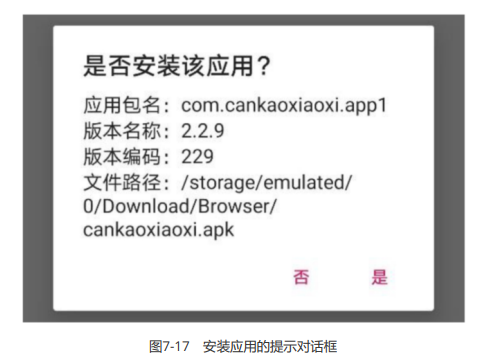 是否安装该应用？
应用包名：com.cankaoxiaoxi.app1
版本名称：2.2.9
版本编码：229
文件路径：/storage/emulated/
0/Download/Browser/
cankaoxiaoxi.apk
否 是
图7-17 安装应用的提示对话框